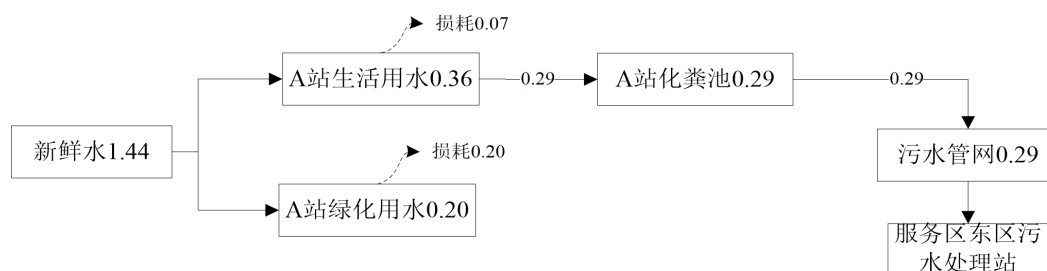 损耗0.07
A站生活用水0.36
0.29
A站化粪池0.29
0.29
新鲜水1.44
损耗0.20
污水管网0.29
A站绿化用水0.20
服务区东区污
水处理站